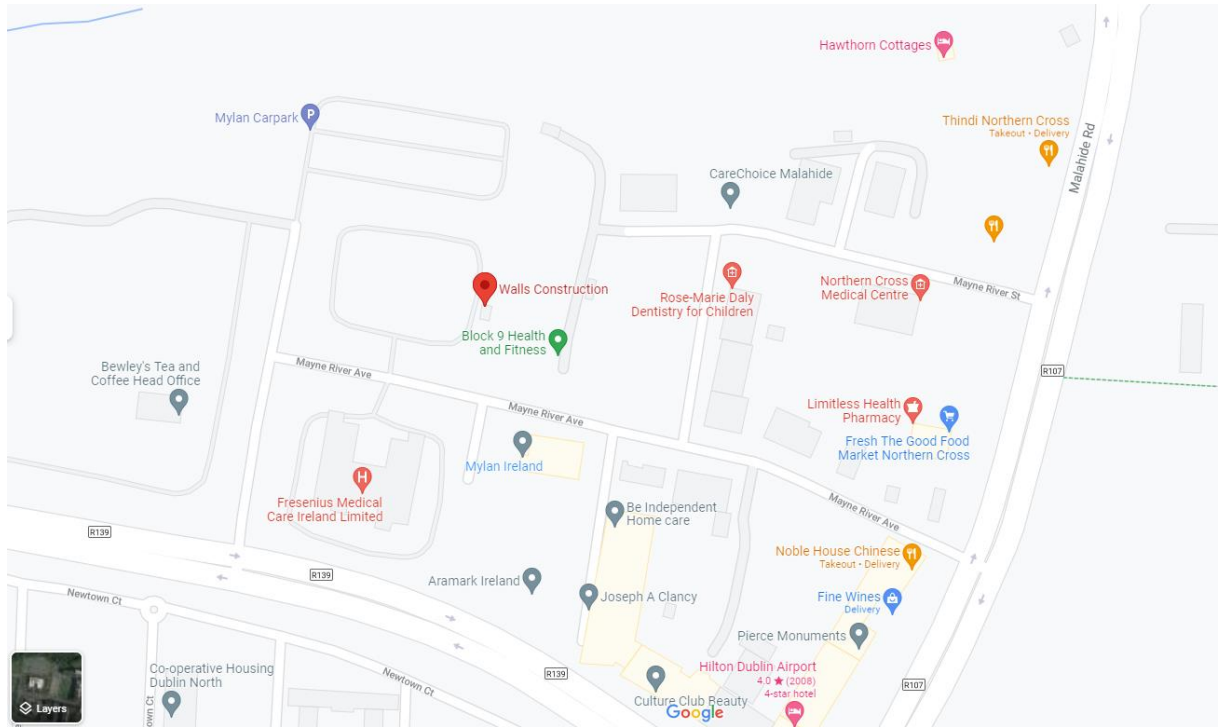 Hawthorn Cottages
Mylan Carpark
Thindi Northern Cross
Takeout • Delivery
Malahide Rd
CareChoice Malahide
Walls Construction
Rose-Marie Daly
Dentistry for Children
Northern Cross
Medical Centre
Mayne River St
Block 9 Health
and Fitness
Bewley's Tea and
Coffee Head Office
Mayne River Ave
R107
Mayne River Ave
Limitless Health
Pharmacy
Fresh The Good Food
Market Northern Cross
Mylan Ireland
H
Fresenius Medical
Care Ireland Limited
Be Independent
Home care
Mayne River Ave
R139
Noble House Chinese
Takeout • Delivery
R139
Aramark Ireland
Joseph A Clancy
Fine Wines
Delivery
Newtown Ct
Pierce Monuments
Co-operative Housing
Dublin North
Newtown Ct
Newtown Ct
R139
Hilton Dublin Airport
4.0 ★ (2008)
4-star hotel
R107
Culture Club Beauty
Google
Layers
P